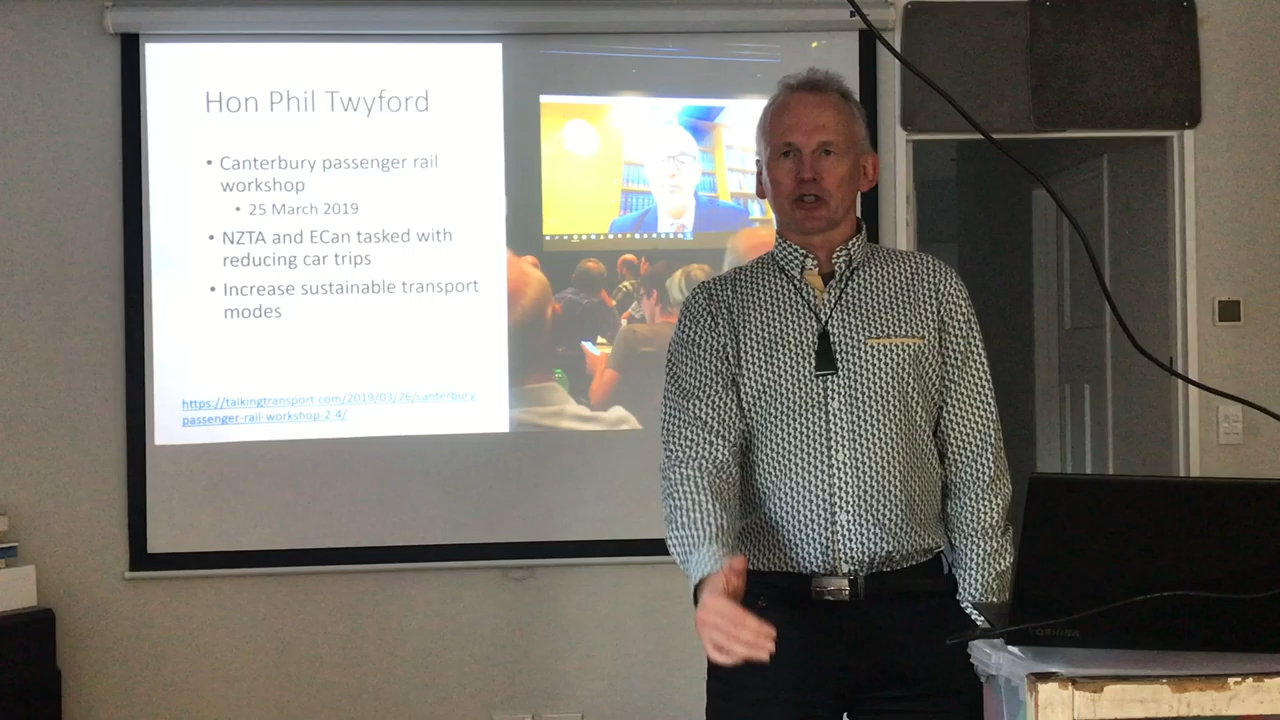 Hon Phil Twyford
• Canterbury passenger rail
workshop
• 25 March 2019
• NZTA and ECan tasked with
reducing car trips
• Increase sustainable transport
modes
https://talkingtransport.com/2019/03/26/canterbury-
passenger-rail-workshop-2-4/
TOSHIBA